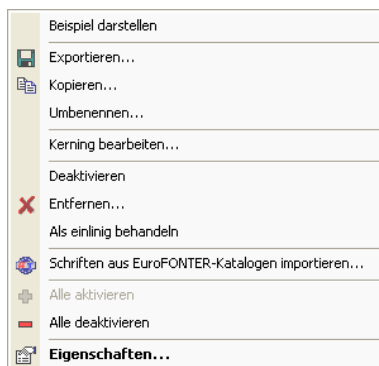 Beispiel darstellen
Exportieren...
Kopieren...
Umbenennen...
Kerning bearbeiten...
Deaktivieren
Entfernen...
Als einlinig behandeln
Schriften aus EuroFONTER-Katalogen importieren...
Alle aktivieren
Alle deaktivieren
Eigenschaften...